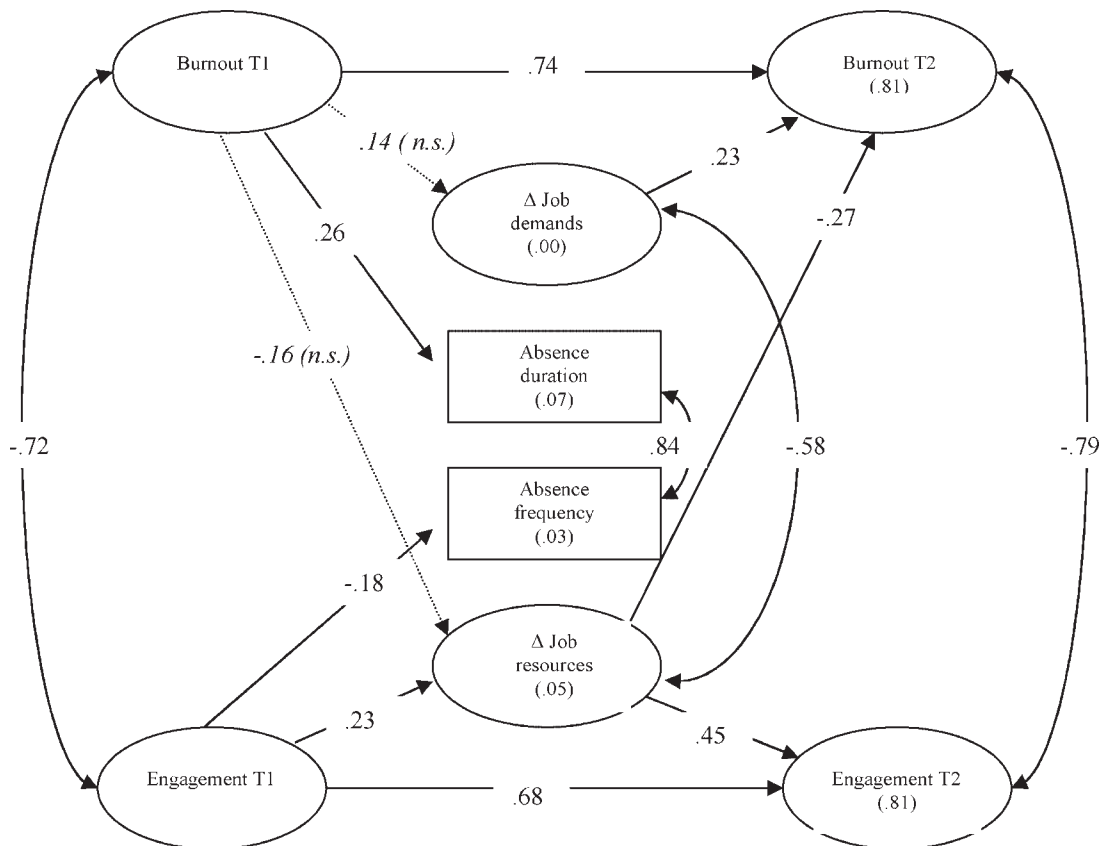 Burnout T1
.74
Burnout T2
(.81)
.14 ( n.s.)
.23
Δ Job
demands
(.00)
-.27
.26
-.16 (n.s.)
Absence
duration
(.07)
-.72
.84
-.58
-.79
Absence
frequency
(.03)
-.18
Δ Job
resources
(.05)
.23
.45
Engagement T1
.68
Engagement T2
(.81)